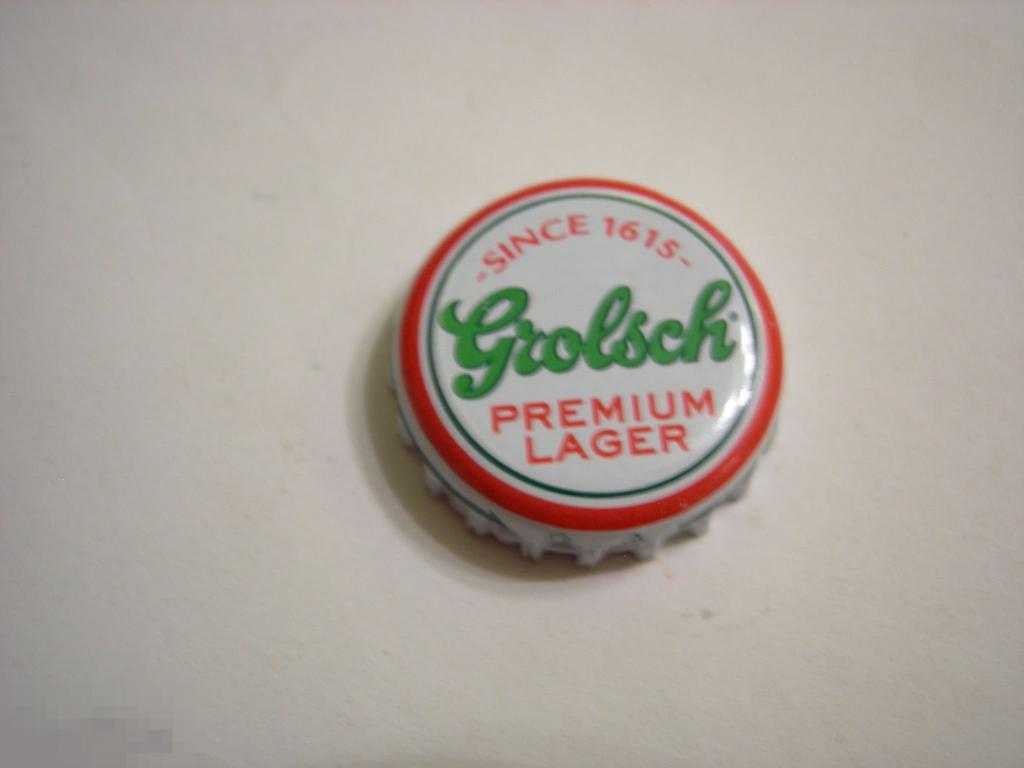 -SINCE 1615-
Grolsch
PREMIUM
LAGER